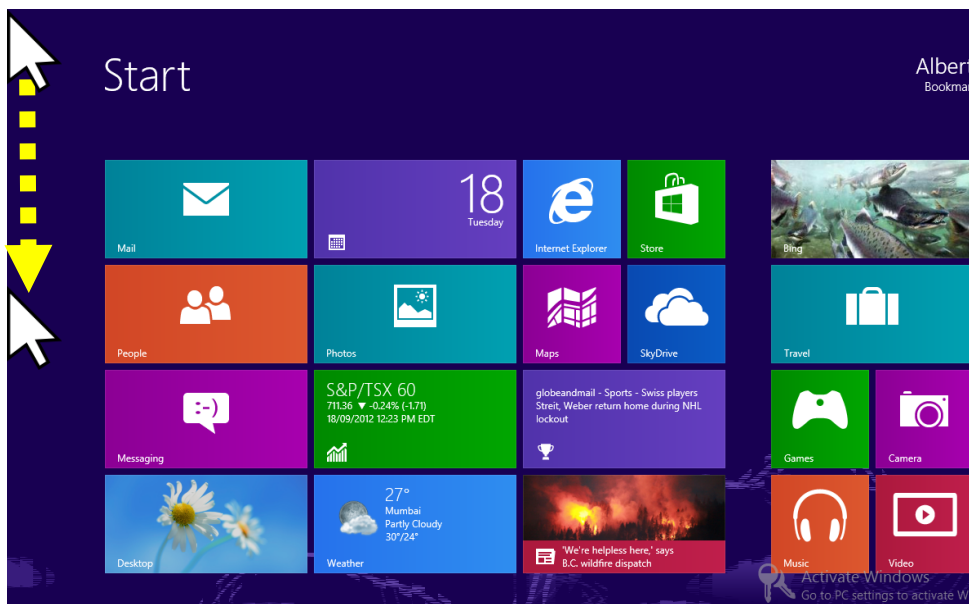 Start
Albert
Bookmar
Mail
18
Tuesday
Internet Explorer
Store
Bing
People
Photos
Maps
SkyDrive
Travel
:-)
Messaging
S&P/TSX 60
711.36 ▼ -0.24% (-1.71)
18/09/2012 12:23 PM EDT
globeandmail - Sports - Swiss players
Streit, Weber return home during NHL
lockout
Games
Camera
Desktop
27°
Mumbai
Partly Cloudy
30°/24°
Weather
'We're helpless here,' says
B.C. wildfire dispatch
Music
Video
Activate Windows
Go to PC settings to activate W